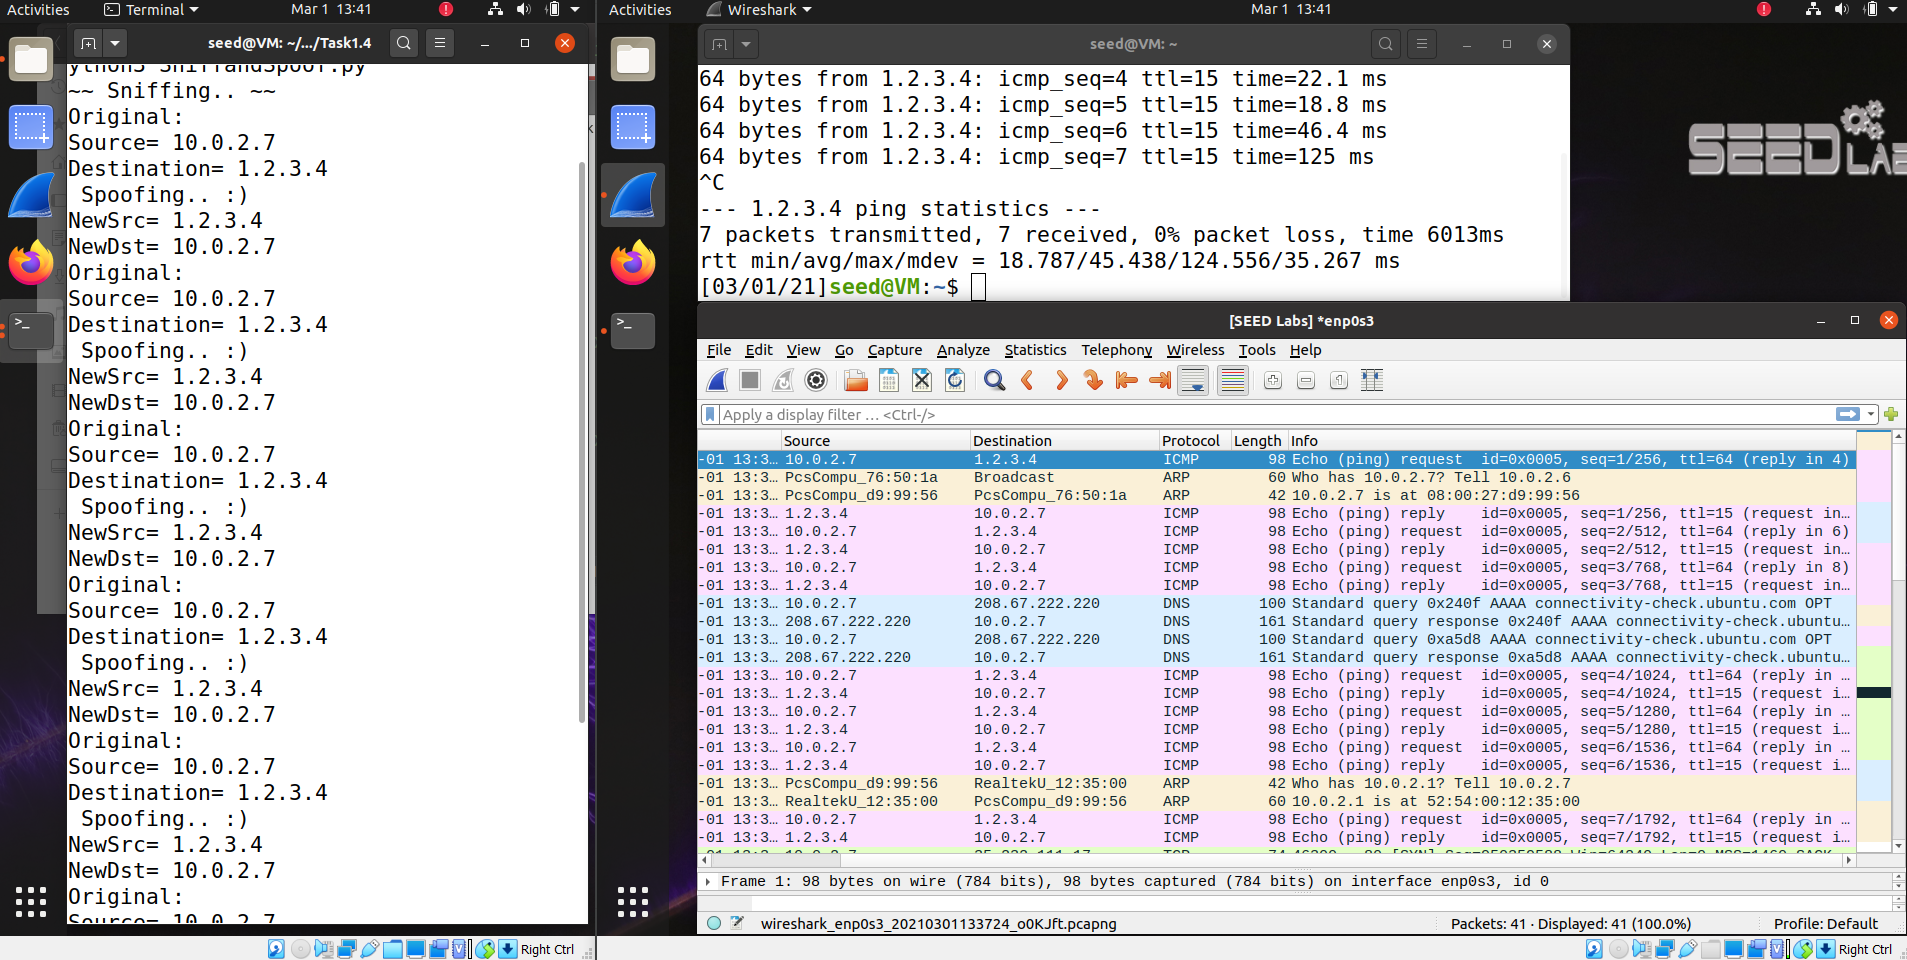 Activities
Terminal
Mar 1 13:41
seed@VM: ~/.../Task1.4
ython3 SniffandSpoof.py
~~ Sniffing.. ~~
Original:
Source= 10.0.2.7
Destination= 1.2.3.4
Spoofing.. :)
NewSrc= 1.2.3.4
NewDst= 10.0.2.7
Original:
Source= 10.0.2.7
Destination= 1.2.3.4
Spoofing.. :)
NewSrc= 1.2.3.4
NewDst= 10.0.2.7
Original:
Source= 10.0.2.7
Destination= 1.2.3.4
Spoofing.. :)
NewSrc= 1.2.3.4
NewDst= 10.0.2.7
Original:
Source= 10.0.2.7
Destination= 1.2.3.4
Spoofing.. :)
NewSrc= 1.2.3.4
NewDst= 10.0.2.7
Original:
Source= 10.0.2.7
Destination= 1.2.3.4
Spoofing.. :)
NewSrc= 1.2.3.4
NewDst= 10.0.2.7
Original:
Source= 10.0.2.7
Right Ctrl
Activities
Wireshark
Mar 1 13:41
seed@VM: ~
64 bytes from 1.2.3.4: icmp_seq=4 ttl=15 time=22.1 ms
64 bytes from 1.2.3.4: icmp_seq=5 ttl=15 time=18.8 ms
64 bytes from 1.2.3.4: icmp_seq=6 ttl=15 time=46.4 ms
64 bytes from 1.2.3.4: icmp_seq=7 ttl=15 time=125 ms
^C
--- 1.2.3.4 ping statistics ---
7 packets transmitted, 7 received, 0% packet loss, time 6013ms
rtt min/avg/max/mdev = 18.787/45.438/124.556/35.267 ms
[03/01/21]seed@VM:~$
SEED LAB
[SEED Labs] *enp0s3
File Edit View Go Capture Analyze Statistics Telephony Wireless Tools Help
Apply a display filter … <Ctrl-/>
Source Destination Protocol Length Info
-01 13:3… 10.0.2.7 1.2.3.4 ICMP 98 Echo (ping) request id=0x0005, seq=1/256, ttl=64 (reply in 4)
-01 13:3… PcsCompu_76:50:1a Broadcast ARP 60 Who has 10.0.2.7? Tell 10.0.2.6
-01 13:3… PcsCompu_d9:99:56 PcsCompu_76:50:1a ARP 42 10.0.2.7 is at 08:00:27:d9:99:56
-01 13:3… 1.2.3.4 10.0.2.7 ICMP 98 Echo (ping) reply id=0x0005, seq=1/256, ttl=15 (request in…
-01 13:3… 10.0.2.7 1.2.3.4 ICMP 98 Echo (ping) request id=0x0005, seq=2/512, ttl=64 (reply in 6)
-01 13:3… 1.2.3.4 10.0.2.7 ICMP 98 Echo (ping) reply id=0x0005, seq=2/512, ttl=15 (request in…
-01 13:3… 10.0.2.7 1.2.3.4 ICMP 98 Echo (ping) request id=0x0005, seq=3/768, ttl=64 (reply in 8)
-01 13:3… 1.2.3.4 10.0.2.7 ICMP 98 Echo (ping) reply id=0x0005, seq=3/768, ttl=15 (request in…
-01 13:3… 10.0.2.7 208.67.222.220 DNS 100 Standard query 0x240f AAAA connectivity-check.ubuntu.com OPT
-01 13:3… 208.67.222.220 10.0.2.7 DNS 161 Standard query response 0x240f AAAA connectivity-check.ubuntu…
-01 13:3… 10.0.2.7 208.67.222.220 DNS 100 Standard query 0xa5d8 AAAA connectivity-check.ubuntu.com OPT
-01 13:3… 208.67.222.220 10.0.2.7 DNS 161 Standard query response 0xa5d8 AAAA connectivity-check.ubuntu…
-01 13:3… 10.0.2.7 1.2.3.4 ICMP 98 Echo (ping) request id=0x0005, seq=4/1024, ttl=64 (reply in …
-01 13:3… 1.2.3.4 10.0.2.7 ICMP 98 Echo (ping) reply id=0x0005, seq=4/1024, ttl=15 (request i…
-01 13:3… 10.0.2.7 1.2.3.4 ICMP 98 Echo (ping) request id=0x0005, seq=5/1280, ttl=64 (reply in …
-01 13:3… 1.2.3.4 10.0.2.7 ICMP 98 Echo (ping) reply id=0x0005, seq=5/1280, ttl=15 (request i…
-01 13:3… 10.0.2.7 1.2.3.4 ICMP 98 Echo (ping) request id=0x0005, seq=6/1536, ttl=64 (reply in …
-01 13:3… 1.2.3.4 10.0.2.7 ICMP 98 Echo (ping) reply id=0x0005, seq=6/1536, ttl=15 (request i…
-01 13:3… PcsCompu_d9:99:56 RealtekU_12:35:00 ARP 42 Who has 10.0.2.1? Tell 10.0.2.7
-01 13:3… RealtekU_12:35:00 PcsCompu_d9:99:56 ARP 60 10.0.2.1 is at 52:54:00:12:35:00
-01 13:3… 10.0.2.7 1.2.3.4 ICMP 98 Echo (ping) request id=0x0005, seq=7/1792, ttl=64 (reply in …
-01 13:3… 1.2.3.4 10.0.2.7 ICMP 98 Echo (ping) reply id=0x0005, seq=7/1792, ttl=15 (request i…
Frame 1: 98 bytes on wire (784 bits), 98 bytes captured (784 bits) on interface enp0s3, id 0
wireshark_enp0s3_20210301133724_o0KJft.pcapng
Packets: 41 · Displayed: 41 (100.0%)
Profile: Default
Right Ctrl